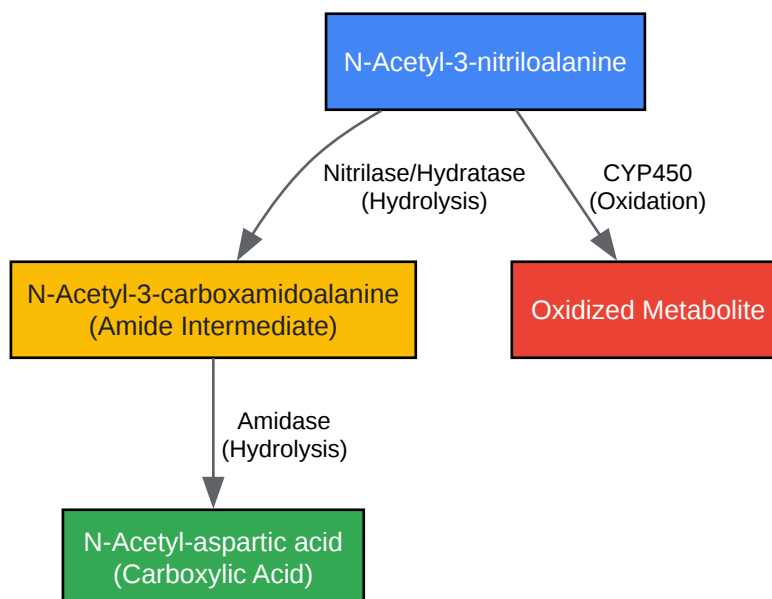 N-Acetyl-3-nitriloalanine
Nitrilase/Hydratase
(Hydrolysis)
CYP450
(Oxidation)
N-Acetyl-3-carboxamidoalanine
(Amide Intermediate)
Oxidized Metabolite
Amidase
(Hydrolysis)
N-Acetyl-aspartic acid
(Carboxylic Acid)